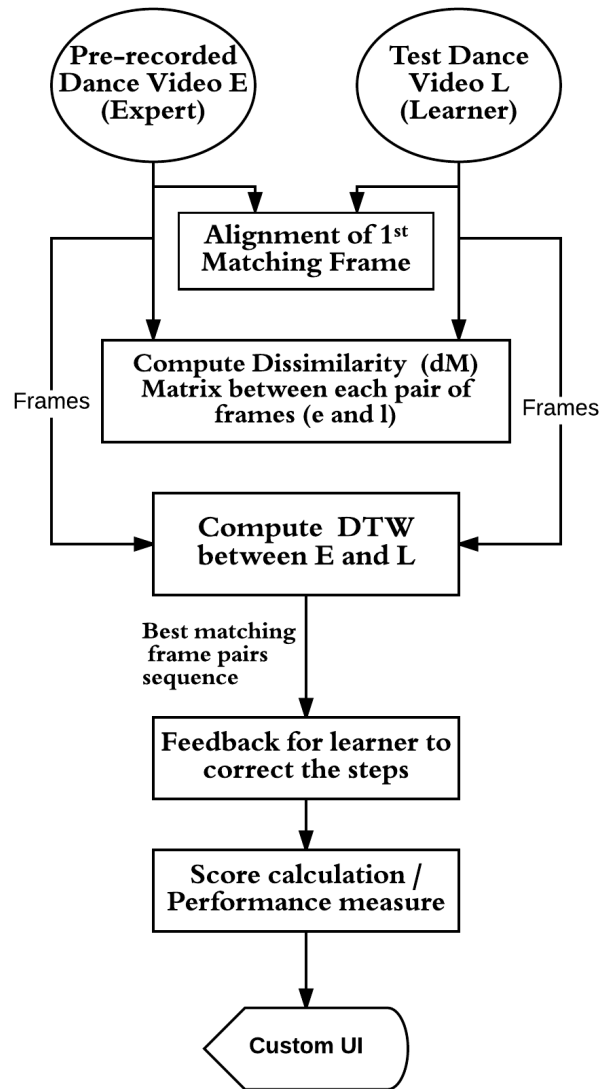 Pre-recorded
Dance Video E
(Expert)
Test Dance
Video L
(Learner)
Alignment of 1st
Matching Frame
Compute Dissimilarity (dM)
Matrix between each pair of
frames (e and l)
Frames
Frames
Compute DTW
between E and L
Best matching
frame pairs
sequence
Feedback for learner to
correct the steps
Score calculation /
Performance measure
Custom UI